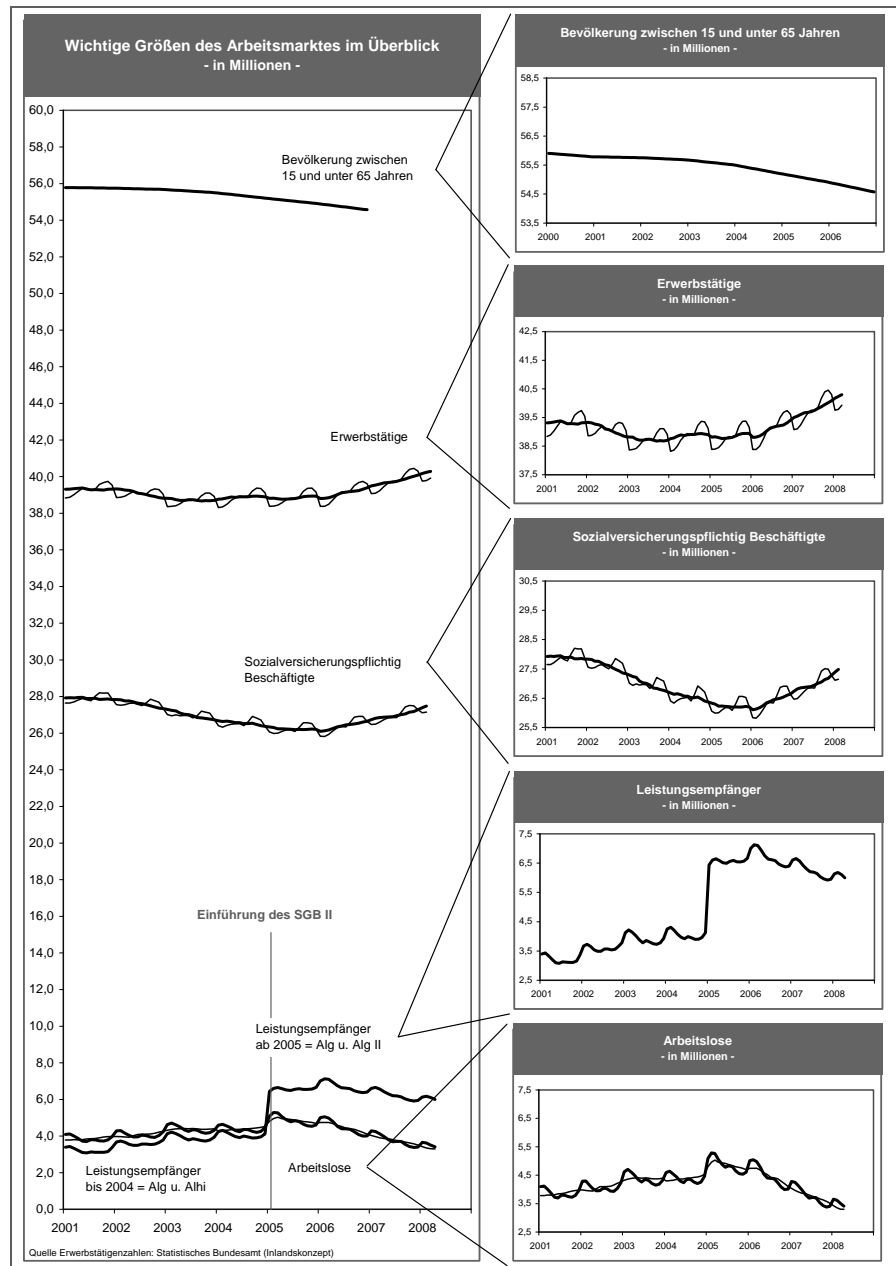 Wichtige Größen des Arbeitsmarktes im Überblick
- in Millionen -
60,0
58,0
56,0
54,0
52,0
50,0
48,0
46,0
44,0
42,0
40,0
38,0
36,0
34,0
32,0
30,0
28,0
26,0
24,0
22,0
20,0
18,0
16,0
14,0
12,0
10,0
8,0
6,0
4,0
2,0
0,0
2001 2002 2003 2004 2005 2006 2007 2008
Bevölkerung zwischen
15 und unter 65 Jahren
Erwerbstätige
Sozialversicherungspflichtig
Beschäftigte
Einführung des SGB II
Leistungsempfänger
ab 2005 = Alg u. Alg II
Leistungsempfänger
bis 2004 = Alg u. Alhi
Arbeitslose
Quelle Erwerbstätigenzahlen: Statistisches Bundesamt (Inlandskonzept)
Bevölkerung zwischen 15 und unter 65 Jahren
- in Millionen -
58,5
57,5
56,5
55,5
54,5
53,5
2000 2001 2002 2003 2004 2005 2006
Erwerbstätige
- in Millionen -
42,5
41,5
40,5
39,5
38,5
37,5
2001 2002 2003 2004 2005 2006 2007 2008
Sozialversicherungspflichtig Beschäftigte
- in Millionen -
30,5
29,5
28,5
27,5
26,5
25,5
2001 2002 2003 2004 2005 2006 2007 2008
Leistungsempfänger
- in Millionen -
7,5
6,5
5,5
4,5
3,5
2,5
2001 2002 2003 2004 2005 2006 2007 2008
Arbeitslose
- in Millionen -
7,5
6,5
5,5
4,5
3,5
2,5
2001 2002 2003 2004 2005 2006 2007 2008